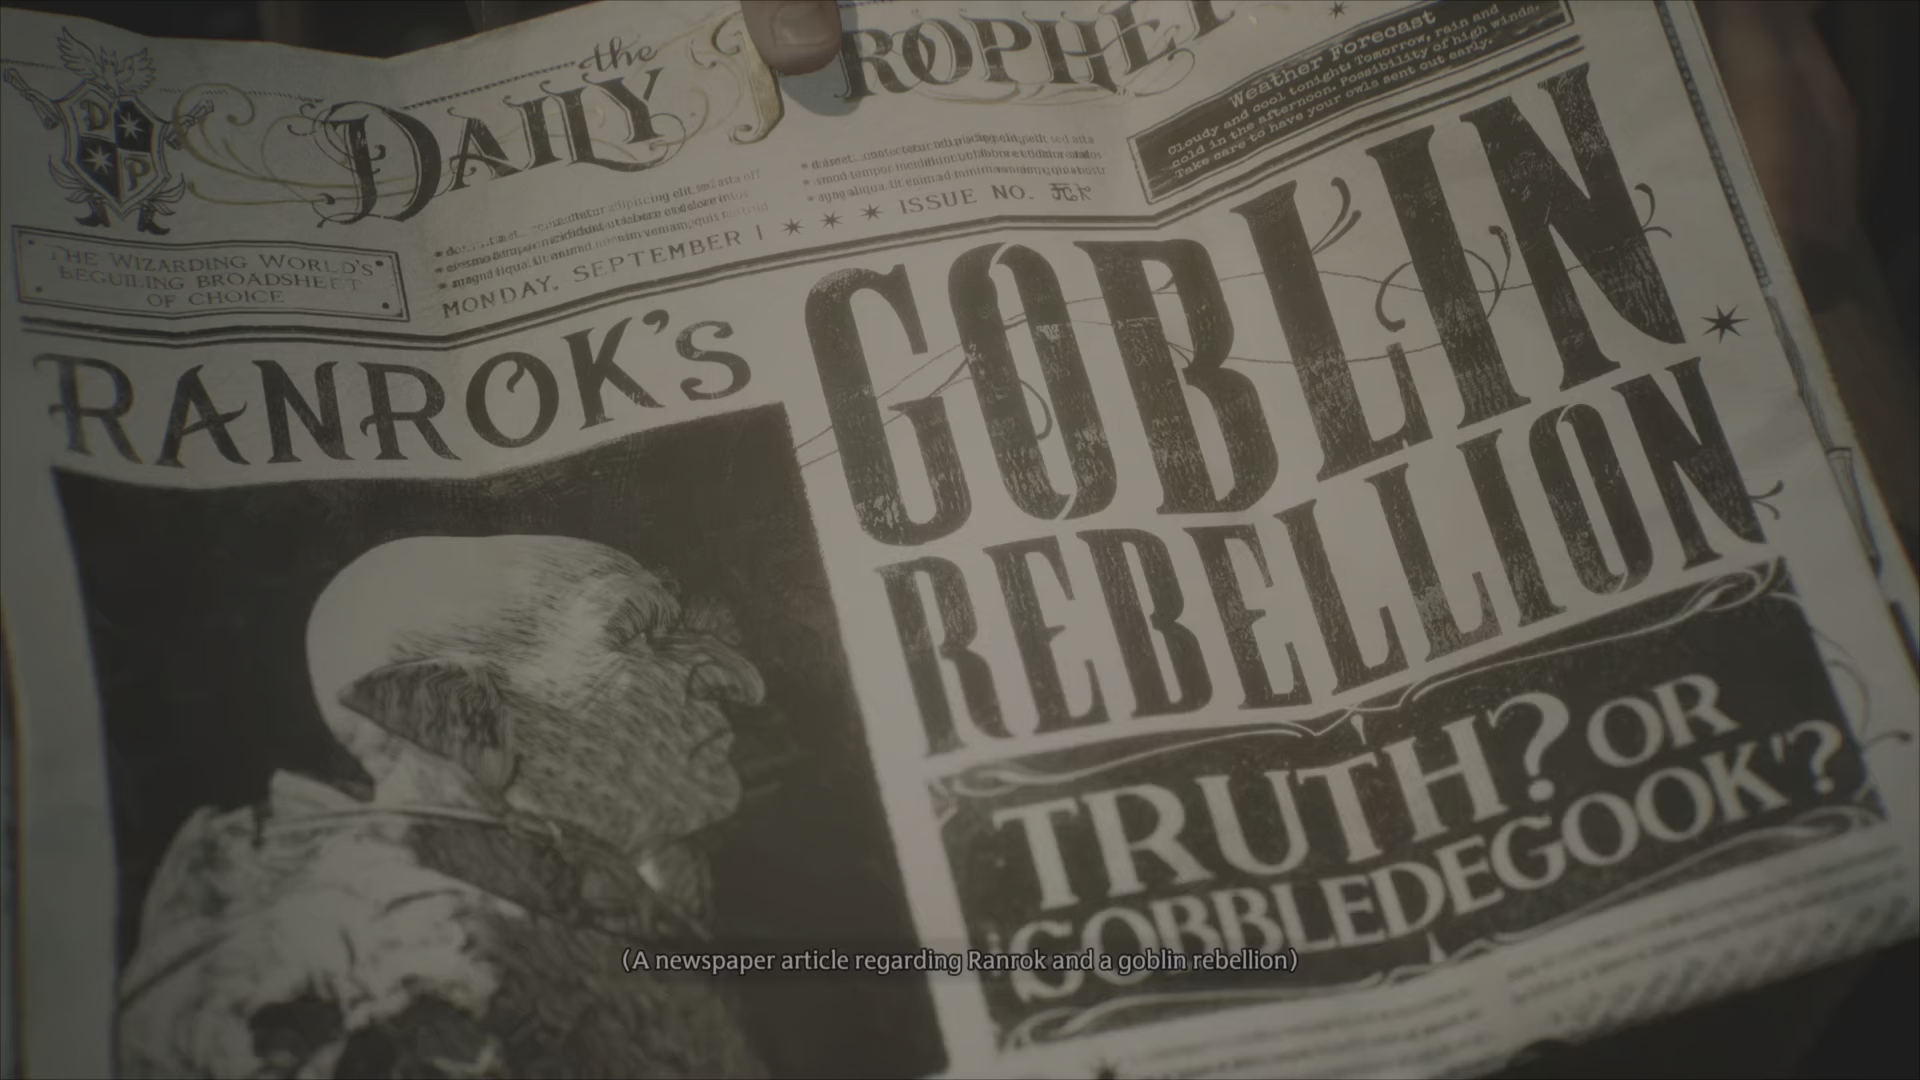 the
DAILY PROPHET
Weather Forecast
Cloudy and cool tonight; Tomorrow, rain and
cold in the afternoon. Possibility of high winds.
Take care to have your owls sent out early.
THE WIZARDING WORLD'S
BEGUILING BROADSHEET
OF CHOICE
MONDAY, SEPTEMBER 1 ISSUE NO.
RANROK'S
GOBLIN
REBELLION
TRUTH? OR
'GOBBLEDEGOOK'?
(A newspaper article regarding Ranrok and a goblin rebellion)